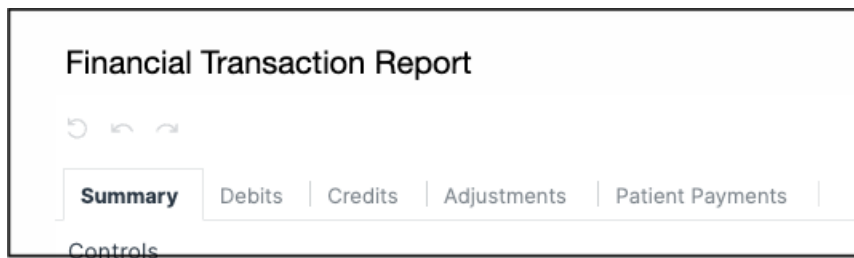 Financial Transaction Report
Summary Debits Credits Adjustments Patient Payments
Controls